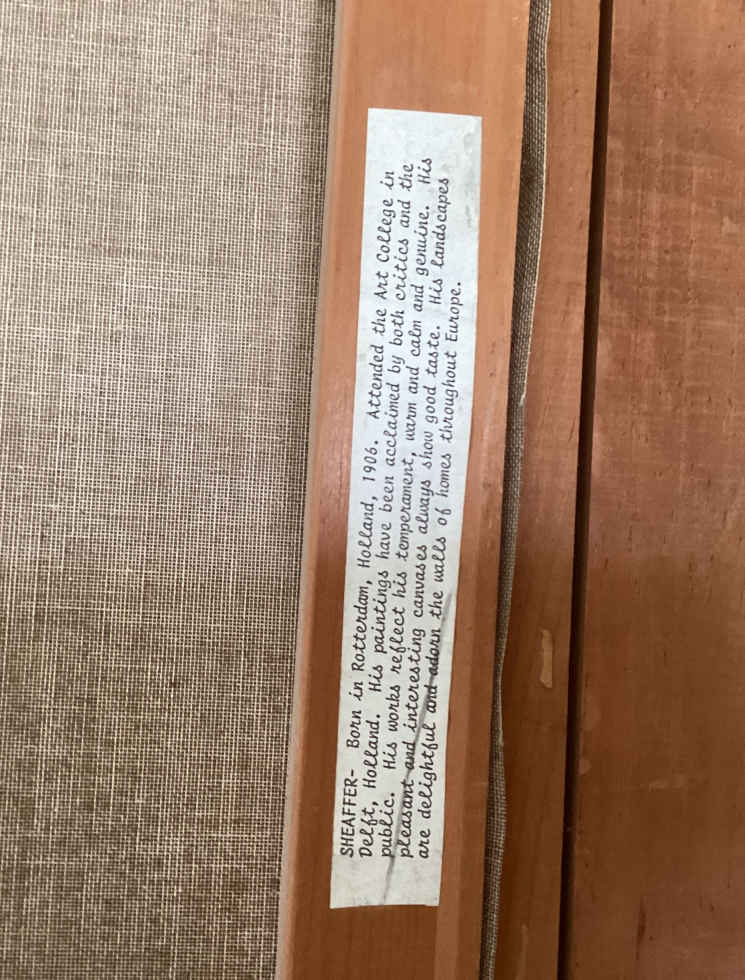 SHEAFFER- Born in Rotterdam, Holland, 1906. Attended the Art College in
Delft, Holland. His paintings have been acclaimed by both critics and the
public. His works reflect his temperament, warm and calm and genuine. His
pleasant and interesting canvases always show good taste. His landscapes
are delightful and adorn the walls of homes throughout Europe.